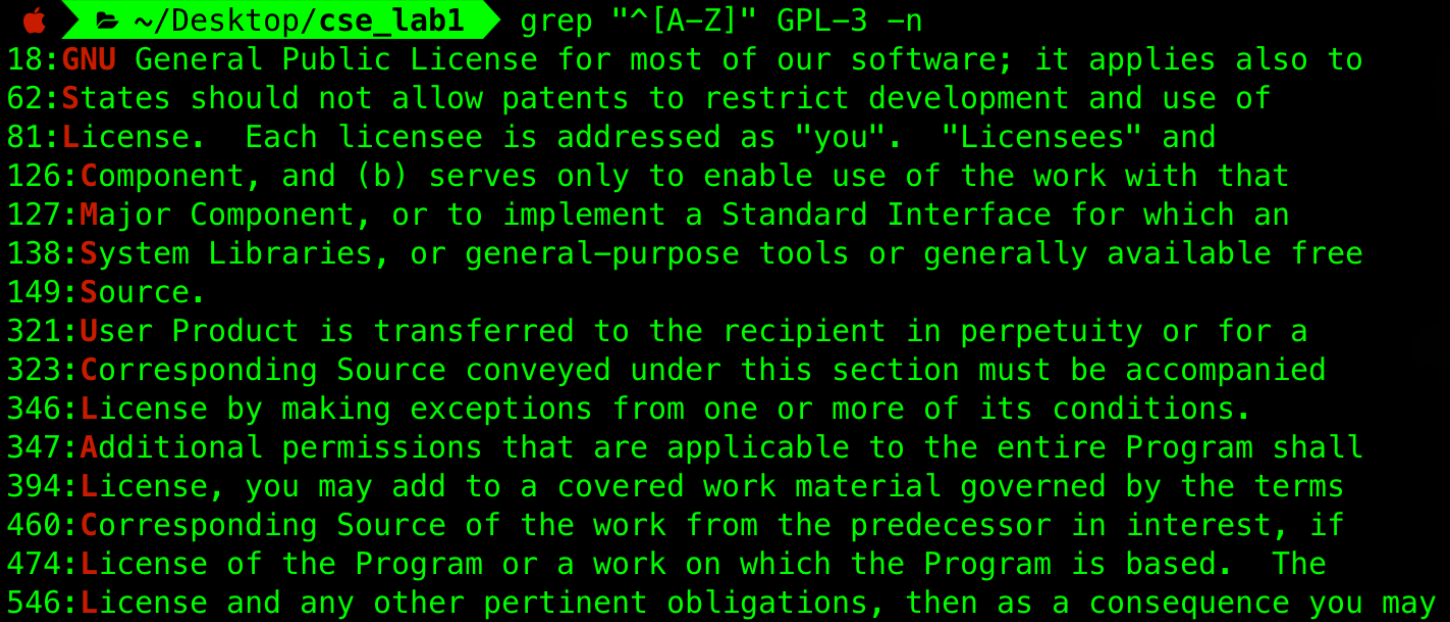 ~/Desktop/cse_lab1 grep "^[A-Z]" GPL-3 -n
18:GNU General Public License for most of our software; it applies also to
62:States should not allow patents to restrict development and use of
81:License.  Each licensee is addressed as "you".  "Licensees" and
126:Component, and (b) serves only to enable use of the work with that
127:Major Component, or to implement a Standard Interface for which an
138:System Libraries, or general-purpose tools or generally available free
149:Source.
321:User Product is transferred to the recipient in perpetuity or for a
323:Corresponding Source conveyed under this section must be accompanied
346:License by making exceptions from one or more of its conditions.
347:Additional permissions that are applicable to the entire Program shall
394:License, you may add to a covered work material governed by the terms
460:Corresponding Source of the work from the predecessor in interest, if
474:License of the Program or a work on which the Program is based.  The
546:License and any other pertinent obligations, then as a consequence you may